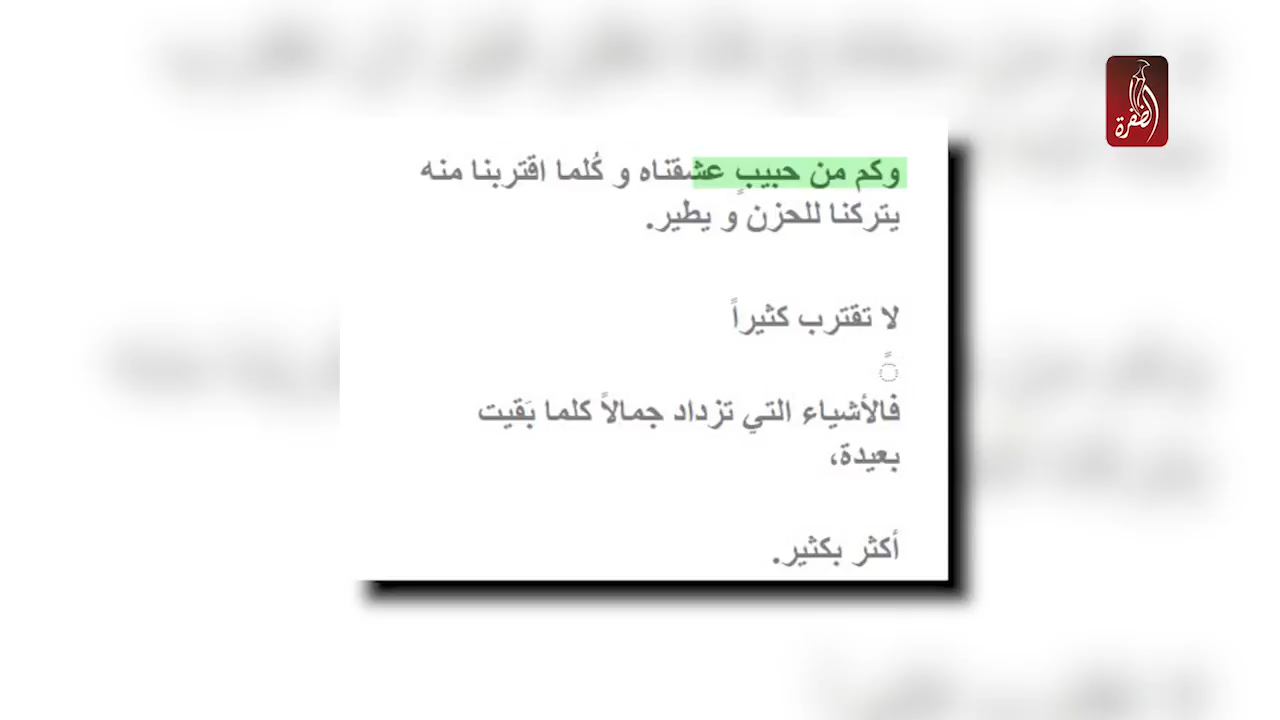 الظفرة
وكم من حبيبٍ عشقناه و كُلما اقتربنا منه
يتركنا للحزن و يطير.
لا تقترب كثيراً
ً
فالأشياء التي تزداد جمالاً كلما بَقيت
بعيدة،
أكثر بكثير.